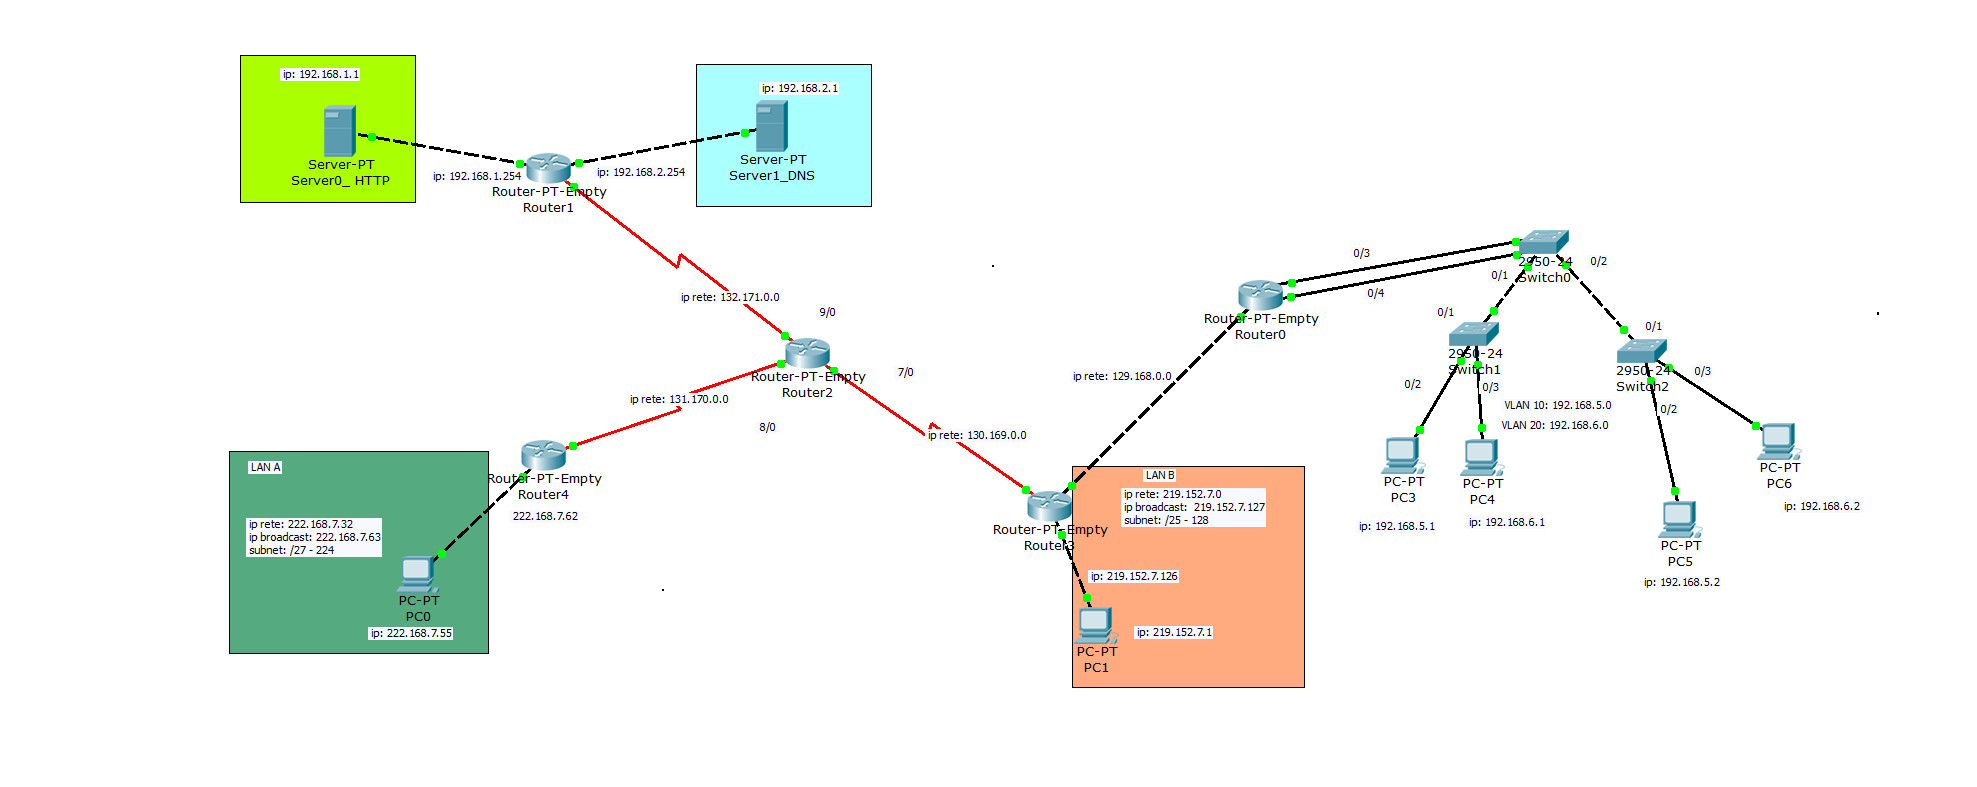 ip: 192.168.1.1
Server-PT
Server0_ HTTP
ip: 192.168.1.254
Router-PT-Empty
Router1
ip: 192.168.2.254
ip: 192.168.2.1
Server-PT
Server1_DNS
ip rete: 132.171.0.0
9/0
Router-PT-Empty
Router2
7/0
8/0
ip rete: 131.170.0.0
ip rete: 130.169.0.0
Router-PT-Empty
Router4
222.168.7.62
LAN A
ip rete: 222.168.7.32
ip broadcast: 222.168.7.63
subnet: /27 - 224
PC-PT
PC0
ip: 222.168.7.55
Router-PT-Empty
Router3
LAN B
ip rete: 219.152.7.0
ip broadcast: 219.152.7.127
subnet: /25 - 128
ip: 219.152.7.126
ip: 219.152.7.1
PC-PT
PC1
ip rete: 129.168.0.0
Router-PT-Empty
Router0
0/3
0/4
2950-24
Switch0
0/1
0/2
0/1
2950-24
Switch1
0/2
0/3
0/1
2950-24
Switch2
0/3
0/2
VLAN 10: 192.168.5.0
VLAN 20: 192.168.6.0
PC-PT
PC3
ip: 192.168.5.1
PC-PT
PC4
ip: 192.168.6.1
PC-PT
PC6
ip: 192.168.6.2
PC-PT
PC5
ip: 192.168.5.2